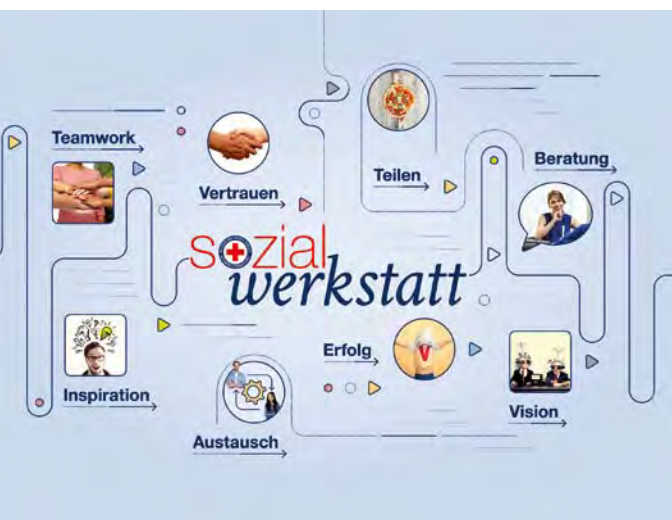 Teamwork
Vertrauen
Teilen
Beratung
sozial
werkstatt
Inspiration
Austausch
Erfolg
Vision